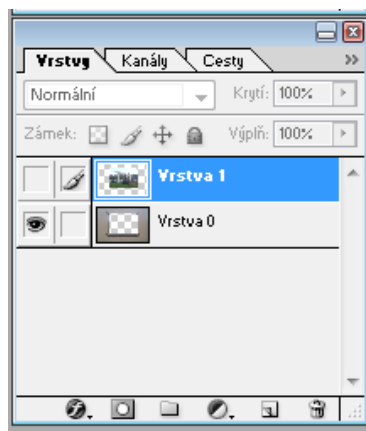 Vrstvy Kanály Cesty
Normální Krytí: 100%
Zámek: Výplň: 100%
Vrstva 1
Vrstva 0